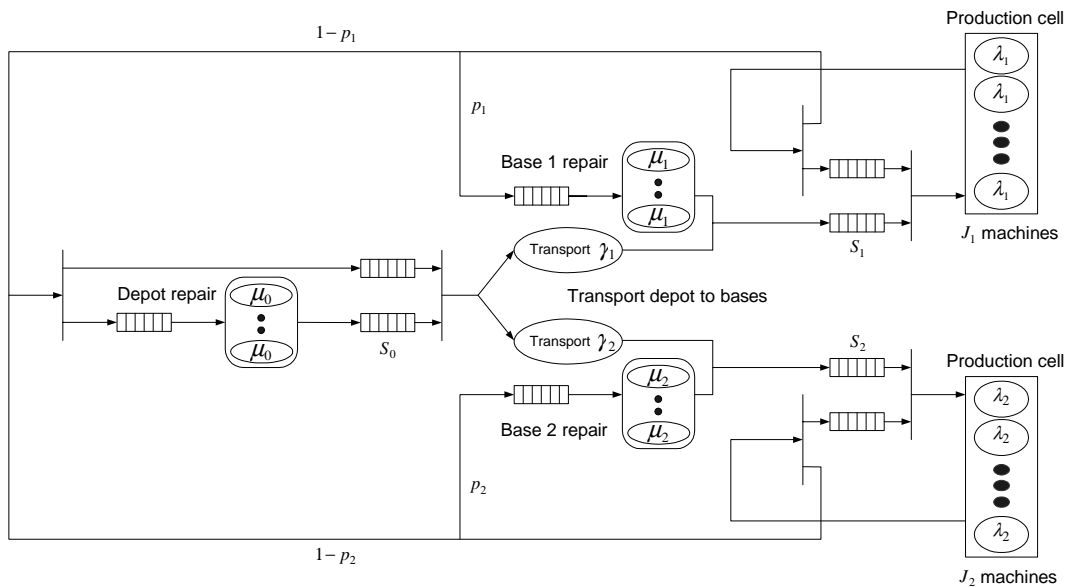 Production cell
1 − p₁
λ₁
λ₁
p₁
Base 1 repair
μ₁
μ₁
λ₁
J₁ machines
S₁
Transport γ₁
Depot repair
μ₀
μ₀
S₀
Transport depot to bases
Transport γ₂
S₂
Production cell
μ₂
μ₂
Base 2 repair
λ₂
λ₂
p₂
λ₂
1 − p₂
J₂ machines